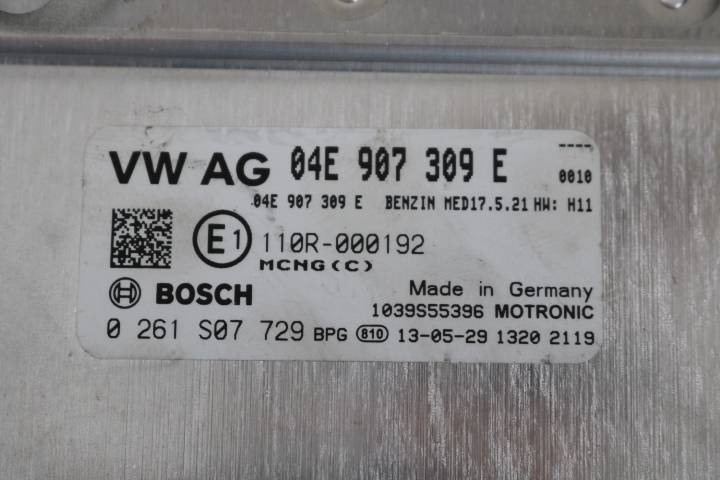 VW AG 04E 907 309 E ----
0010
04E 907 309 E BENZIN MED17.5.21 HW: H11
E1 110R-000192
MCNG(C)
BOSCH Made in Germany
1039S55396 MOTRONIC
0 261 S07 729 BPG 810 13-05-29 1320 2119